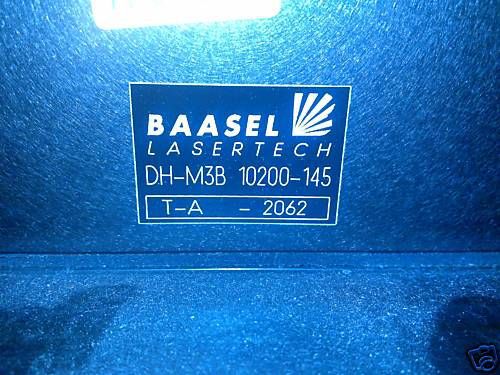 BAASEL
LASERTECH
DH-M3B 10200-145
T-A - 2062